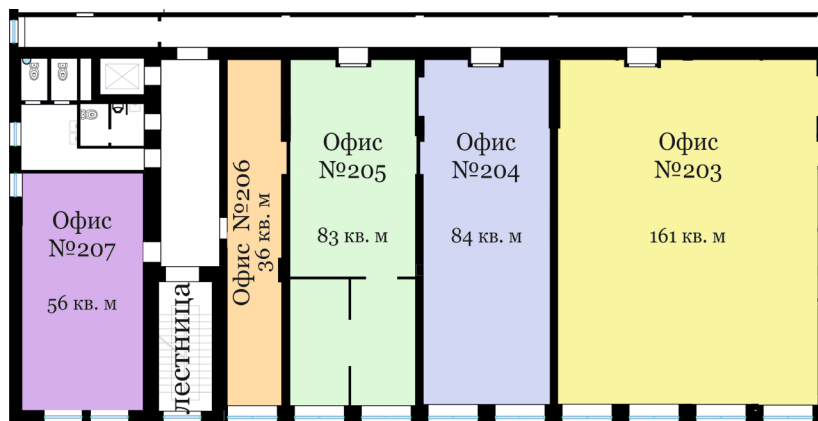 Офис
№207
56 кв. м
лестница
Офис №206
36 кв. м
Офис
№205
83 кв. м
Офис
№204
84 кв. м
Офис
№203
161 кв. м